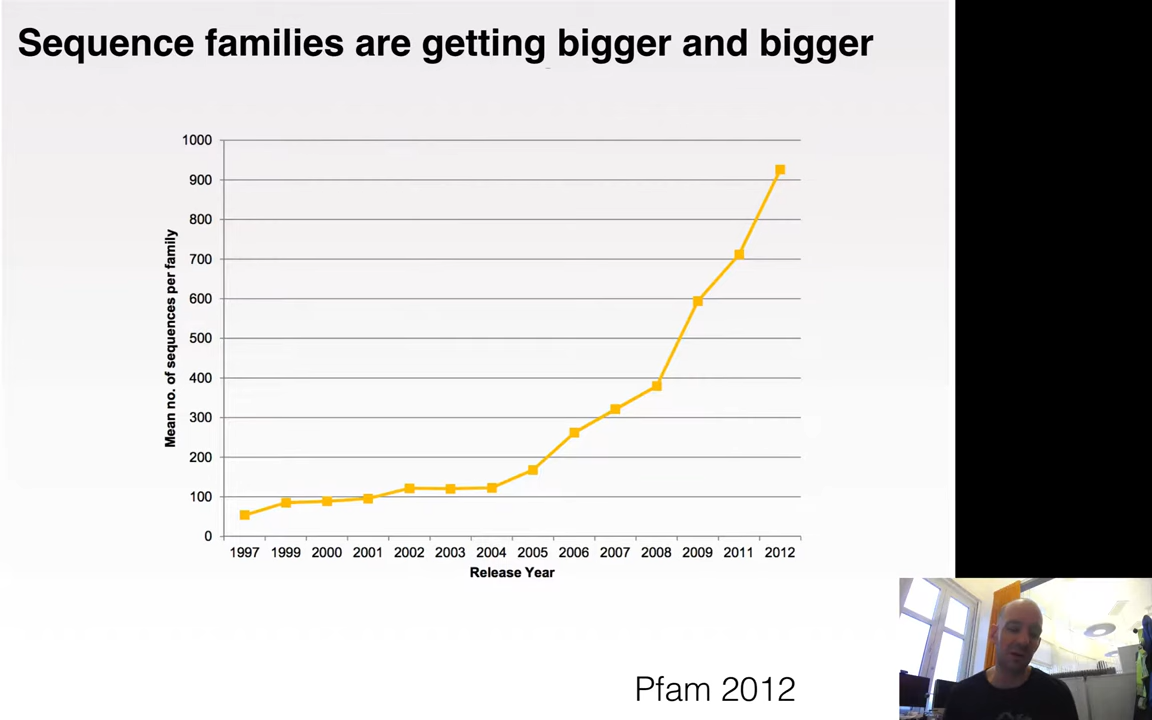 Sequence families are getting bigger and bigger
1000
900
800
700
600
500
400
300
200
100
0
Mean no. of sequences per family
1997 1999 2000 2001 2002 2003 2004 2005 2006 2007 2008 2009 2011 2012
Release Year
Pfam 2012